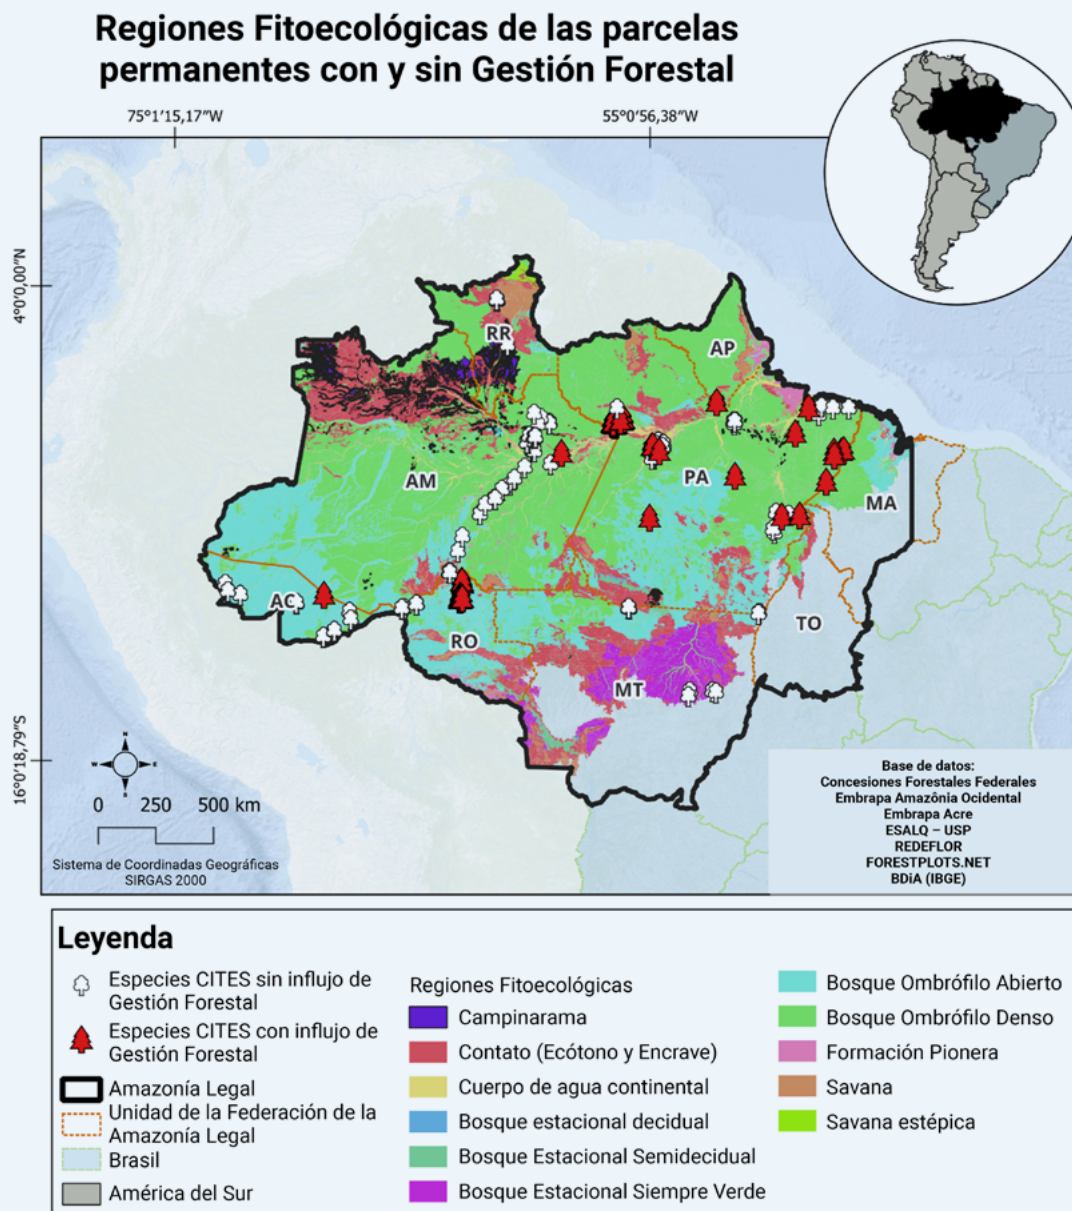 Regiones Fitoecológicas de las parcelas
permanentes con y sin Gestión Forestal
75°1'15,17"W
55°0'56,38"W
4°0'0,00"N
16°0'18,79"S
RR
AP
AM
PA
MA
AC
RO
TO
MT
N
W
E
S
0 250 500 km
Sistema de Coordinadas Geográficas
SIRGAS 2000
Base de datos:
Concesiones Forestales Federales
Embrapa Amazônia Ocidental
Embrapa Acre
ESALQ – USP
REDEFLOR
FORESTPLOTS.NET
BDiA (IBGE)
Leyenda
Especies CITES sin influjo de
Gestión Forestal
Especies CITES con influjo de
Gestión Forestal
Amazonía Legal
Unidad de la Federación de la
Amazonía Legal
Brasil
América del Sur
Regiones Fitoecológicas
Campinarama
Contato (Ecótono y Encrave)
Cuerpo de agua continental
Bosque estacional decidual
Bosque Estacional Semidecidual
Bosque Estacional Siempre Verde
Bosque Ombrófilo Abierto
Bosque Ombrófilo Denso
Formación Pionera
Savana
Savana estépica